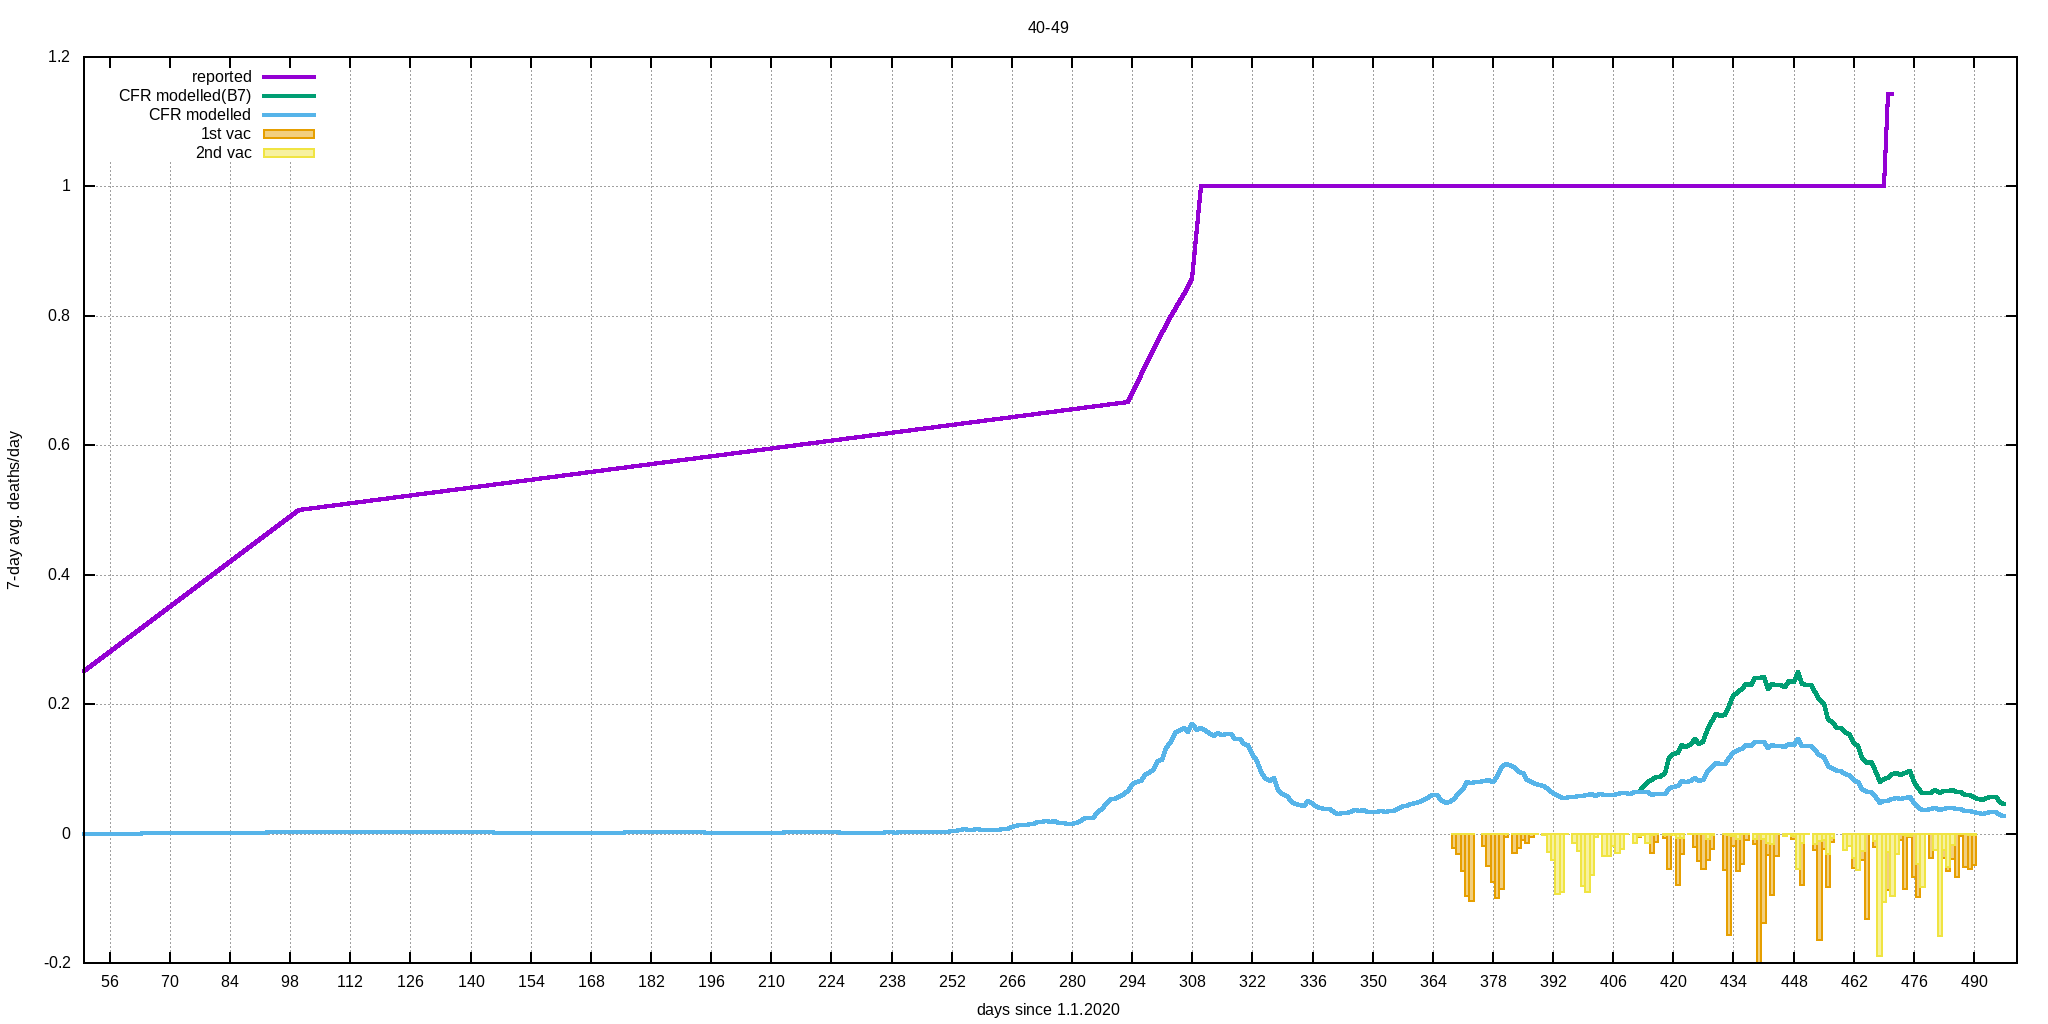 40-49
1.2
1
0.8
0.6
0.4
0.2
0
-0.2
7-day avg. deaths/day
reported
CFR modelled(B7)
CFR modelled
1st vac
2nd vac
56 70 84 98 112 126 140 154 168 182 196 210 224 238 252 266 280 294 308 322 336 350 364 378 392 406 420 434 448 462 476 490
days since 1.1.2020